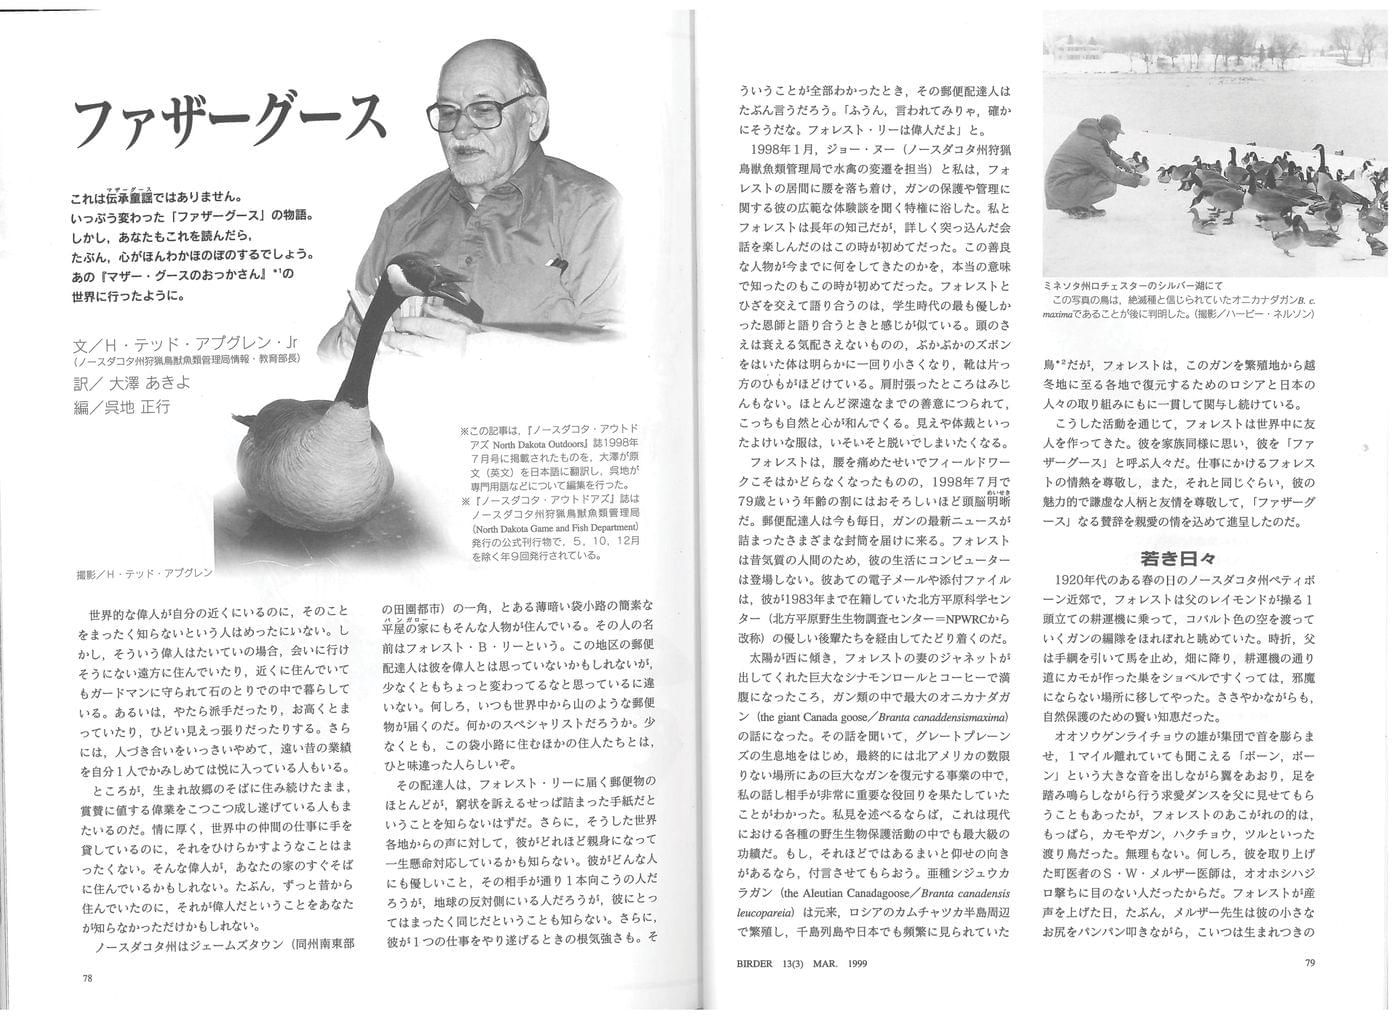 ファザーグース
これは伝承童謡ではありません。
いっぷう変わった「ファザーグース」の物語。
しかし，あなたもこれを読んだら，
たぶん，心がほんわかほのぼのするでしょう。
あの『マザー・グースのおっかさん』*1の
世界に行ったように。
文／H・テッド・アプグレン・Jr
（ノースダコタ州狩猟鳥獣魚類管理局情報・教育部長）
訳／大澤 あきよ
編／呉地 正行
※この記事は，『ノースダコタ・アウトド
アズ North Dakota Outdoors』誌1998年
７月号に掲載されたものを，大澤が原
文（英文）を日本語に翻訳し，呉地が
専門用語などについて編集を行った。
※『ノースダコタ・アウトドアズ』誌は
ノースダコタ州狩猟鳥獣魚類管理局
（North Dakota Game and Fish Department）
発行の公式刊行物で，５，10，12月
を除く年９回発行されている。
撮影／H・テッド・アプグレン
世界的な偉人が自分の近くにいるのに，そのこと
をまったく知らないという人はめったにいない。し
かし，そういう偉人はたいていの場合，会いに行け
そうにない遠方に住んでいたり，近くに住んでいて
もガードマンに守られて石のとりでの中で暮らして
いる。あるいは，やたら派手だったり，お高くとま
っていたり，ひどい見えっ張りだったりする。さら
には，人づき合いをいっさいやめて，遠い昔の業績
を自分１人でかみしめては悦に入っている人もいる。
ところが，生まれ故郷のそばに住み続けたまま，
賞賛に値する偉業をこつこつ成し遂げている人もま
たいるのだ。情に厚く，世界中の仲間の仕事に手を
貸しているのに，それをひけらかすようなことはま
ったくない。そんな偉人が，あなたの家のすぐそば
に住んでいるかもしれない。たぶん，ずっと昔から
住んでいたのに，それが偉人だということをあなた
が知らなかっただけかもしれない。
ノースダコタ州はジェームズタウン（同州南東部
の田園都市）の一角，とある薄暗い袋小路の簡素な
平屋の家にもそんな人物が住んでいる。その人の名
前はフォレスト・B・リーという。この地区の郵便
配達人は彼を偉人とは思っていないかもしれないが，
少なくともちょっと変わってるなと思っているに違
いない。何しろ，いつも世界中から山のような郵便
物が届くのだ。何かのスペシャリストだろうか。少
なくとも，この袋小路に住むほかの住人たちとは，
ひと味違った人らしいぞ。
その配達人は，フォレスト・リーに届く郵便物の
ほとんどが，窮状を訴えるせっぱ詰まった手紙だと
いうことを知らないはずだ。さらに，そうした世界
各地からの声に対して，彼がどれほど親身になって
一生懸命対応しているかも知らない。彼がどんな人
にも優しいこと，その相手が通り１本向こうの人だ
ろうが，地球の反対側にいる人だろうが，彼にとっ
てはまったく同じだということも知らない。さらに，
彼が１つの仕事をやり遂げるときの根気強さも。そ
78
ういうことが全部わかったとき，その郵便配達人は
たぶん言うだろう。「ふうん，言われてみりゃ，確か
にそうだな。フォレスト・リーは偉人だよ」と。
1998年１月，ジョー・ヌー（ノースダコタ州狩猟
鳥獣魚類管理局で水禽の変遷を担当）と私は，フォ
レストの居間に腰を落ち着け，ガンの保護や管理に
関する彼の広範な体験談を聞く特権に浴した。私と
フォレストは長年の知己だが，詳しく突っ込んだ会
話を楽しんだのはこの時が初めてだった。この善良
な人物が今までに何をしてきたのかを，本当の意味
で知ったのもこの時が初めてだった。フォレストと
ひざを交えて語り合うのは，学生時代の最も優しか
った恩師と語り合うときと感じが似ている。頭のさ
えは衰える気配さえないものの，ぶかぶかのズボン
をはいた体は明らかに一回り小さくなり，靴は片っ
方のひもがほどけている。肩肘張ったところはみじ
んもない。ほとんど深遠なまでの善意につられて，
こっちも自然と心が和んでくる。見えや体裁といっ
たよけいな服は，いそいそと脱いでしまいたくなる。
フォレストは，腰を痛めたせいでフィールドワー
クこそはかどらなくなったものの，1998年７月で
79歳という年齢の割にはおそろしいほど頭脳明晰
だ。郵便配達人は今も毎日，ガンの最新ニュースが
詰まったさまざまな封筒を届けに来る。フォレスト
は昔気質の人間のため，彼の生活にコンピューター
は登場しない。彼あての電子メールや添付ファイル
は，彼が1983年まで在籍していた北方平原科学セン
ター（北方平原野生生物調査センター＝NPWRCから
改称）の優しい後輩たちを経由してたどり着くのだ。
太陽が西に傾き，フォレストの妻のジャネットが
出してくれた巨大なシナモンロールとコーヒーで満
腹になったころ，ガン類の中で最大のオニカナダガ
ン（the giant Canada goose／Branta canaddensismaxima）
の話になった。その話を聞いて，グレートプレーン
ズの生息地をはじめ，最終的には北アメリカの数限
りない場所にあの巨大なガンを復元する事業の中で，
私の話し相手が非常に重要な役回りを果たしていた
ことがわかった。私見を述べるならば，これは現代
における各種の野生生物保護活動の中でも最大級の
功績だ。もし，それほどではあるまいと仰せの向き
があるなら，付言させてもらおう。亜種シジュウカ
ラガン（the Aleutian Canadagoose／Branta canadensis
leucopareia）は元来，ロシアのカムチャツカ半島周辺
で繁殖し，千島列島や日本でも頻繁に見られていた
BIRDER 13(3) MAR. 1999
ミネソタ州ロチェスターのシルバー湖にて
この写真の鳥は，絶滅種と信じられていたオニカナダガンB. c.
maximaであることが後に判明した。（撮影／ハービー・ネルソン）
鳥*2だが，フォレストは，このガンを繁殖地から越
冬地に至る各地で復元するためのロシアと日本の
人々の取り組みにもに一貫して関与し続けている。
こうした活動を通じて，フォレストは世界中に友
人を作ってきた。彼を家族同様に思い，彼を「ファ
ザーグース」と呼ぶ人々だ。仕事にかけるフォレス
トの情熱を尊敬し，また，それと同じぐらい，彼の
魅力的で謙虚な人柄と友情を尊敬して，「ファザーグ
ース」なる賛辞を親愛の情を込めて進呈したのだ。
若き日々
1920年代のある春の日のノースダコタ州ペティボ
ーン近郊で，フォレストは父のレイモンドが操る１
頭立ての耕運機に乗って，コバルト色の空を渡って
いくガンの編隊をほれぼれと眺めていた。時折，父
は手綱を引いて馬を止め，畑に降り，耕運機の通り
道にカモが作った巣をショベルですくっては，邪魔
にならない場所に移してやった。ささやかながらも，
自然保護のための賢い知恵だった。
オオソウゲンライチョウの雄が集団で首を膨らま
せ，１マイル離れていても聞こえる「ボーン，ボー
ン」という大きな音を出しながら翼をあおり，足を
踏み鳴らしながら行う求愛ダンスを父に見せてもら
うこともあったが，フォレストのあこがれの的は，
もっぱら，カモやガン，ハクチョウ，ツルといった
渡り鳥だった。無理もない。何しろ，彼を取り上げ
た町医者のS・W・メルザー医師は，オオホシハジ
ロ撃ちに目のない人だったからだ。フォレストが産
声を上げた日，たぶん，メルザー先生は彼の小さな
お尻をパンパン叩きながら，こいつは生まれつきの
79